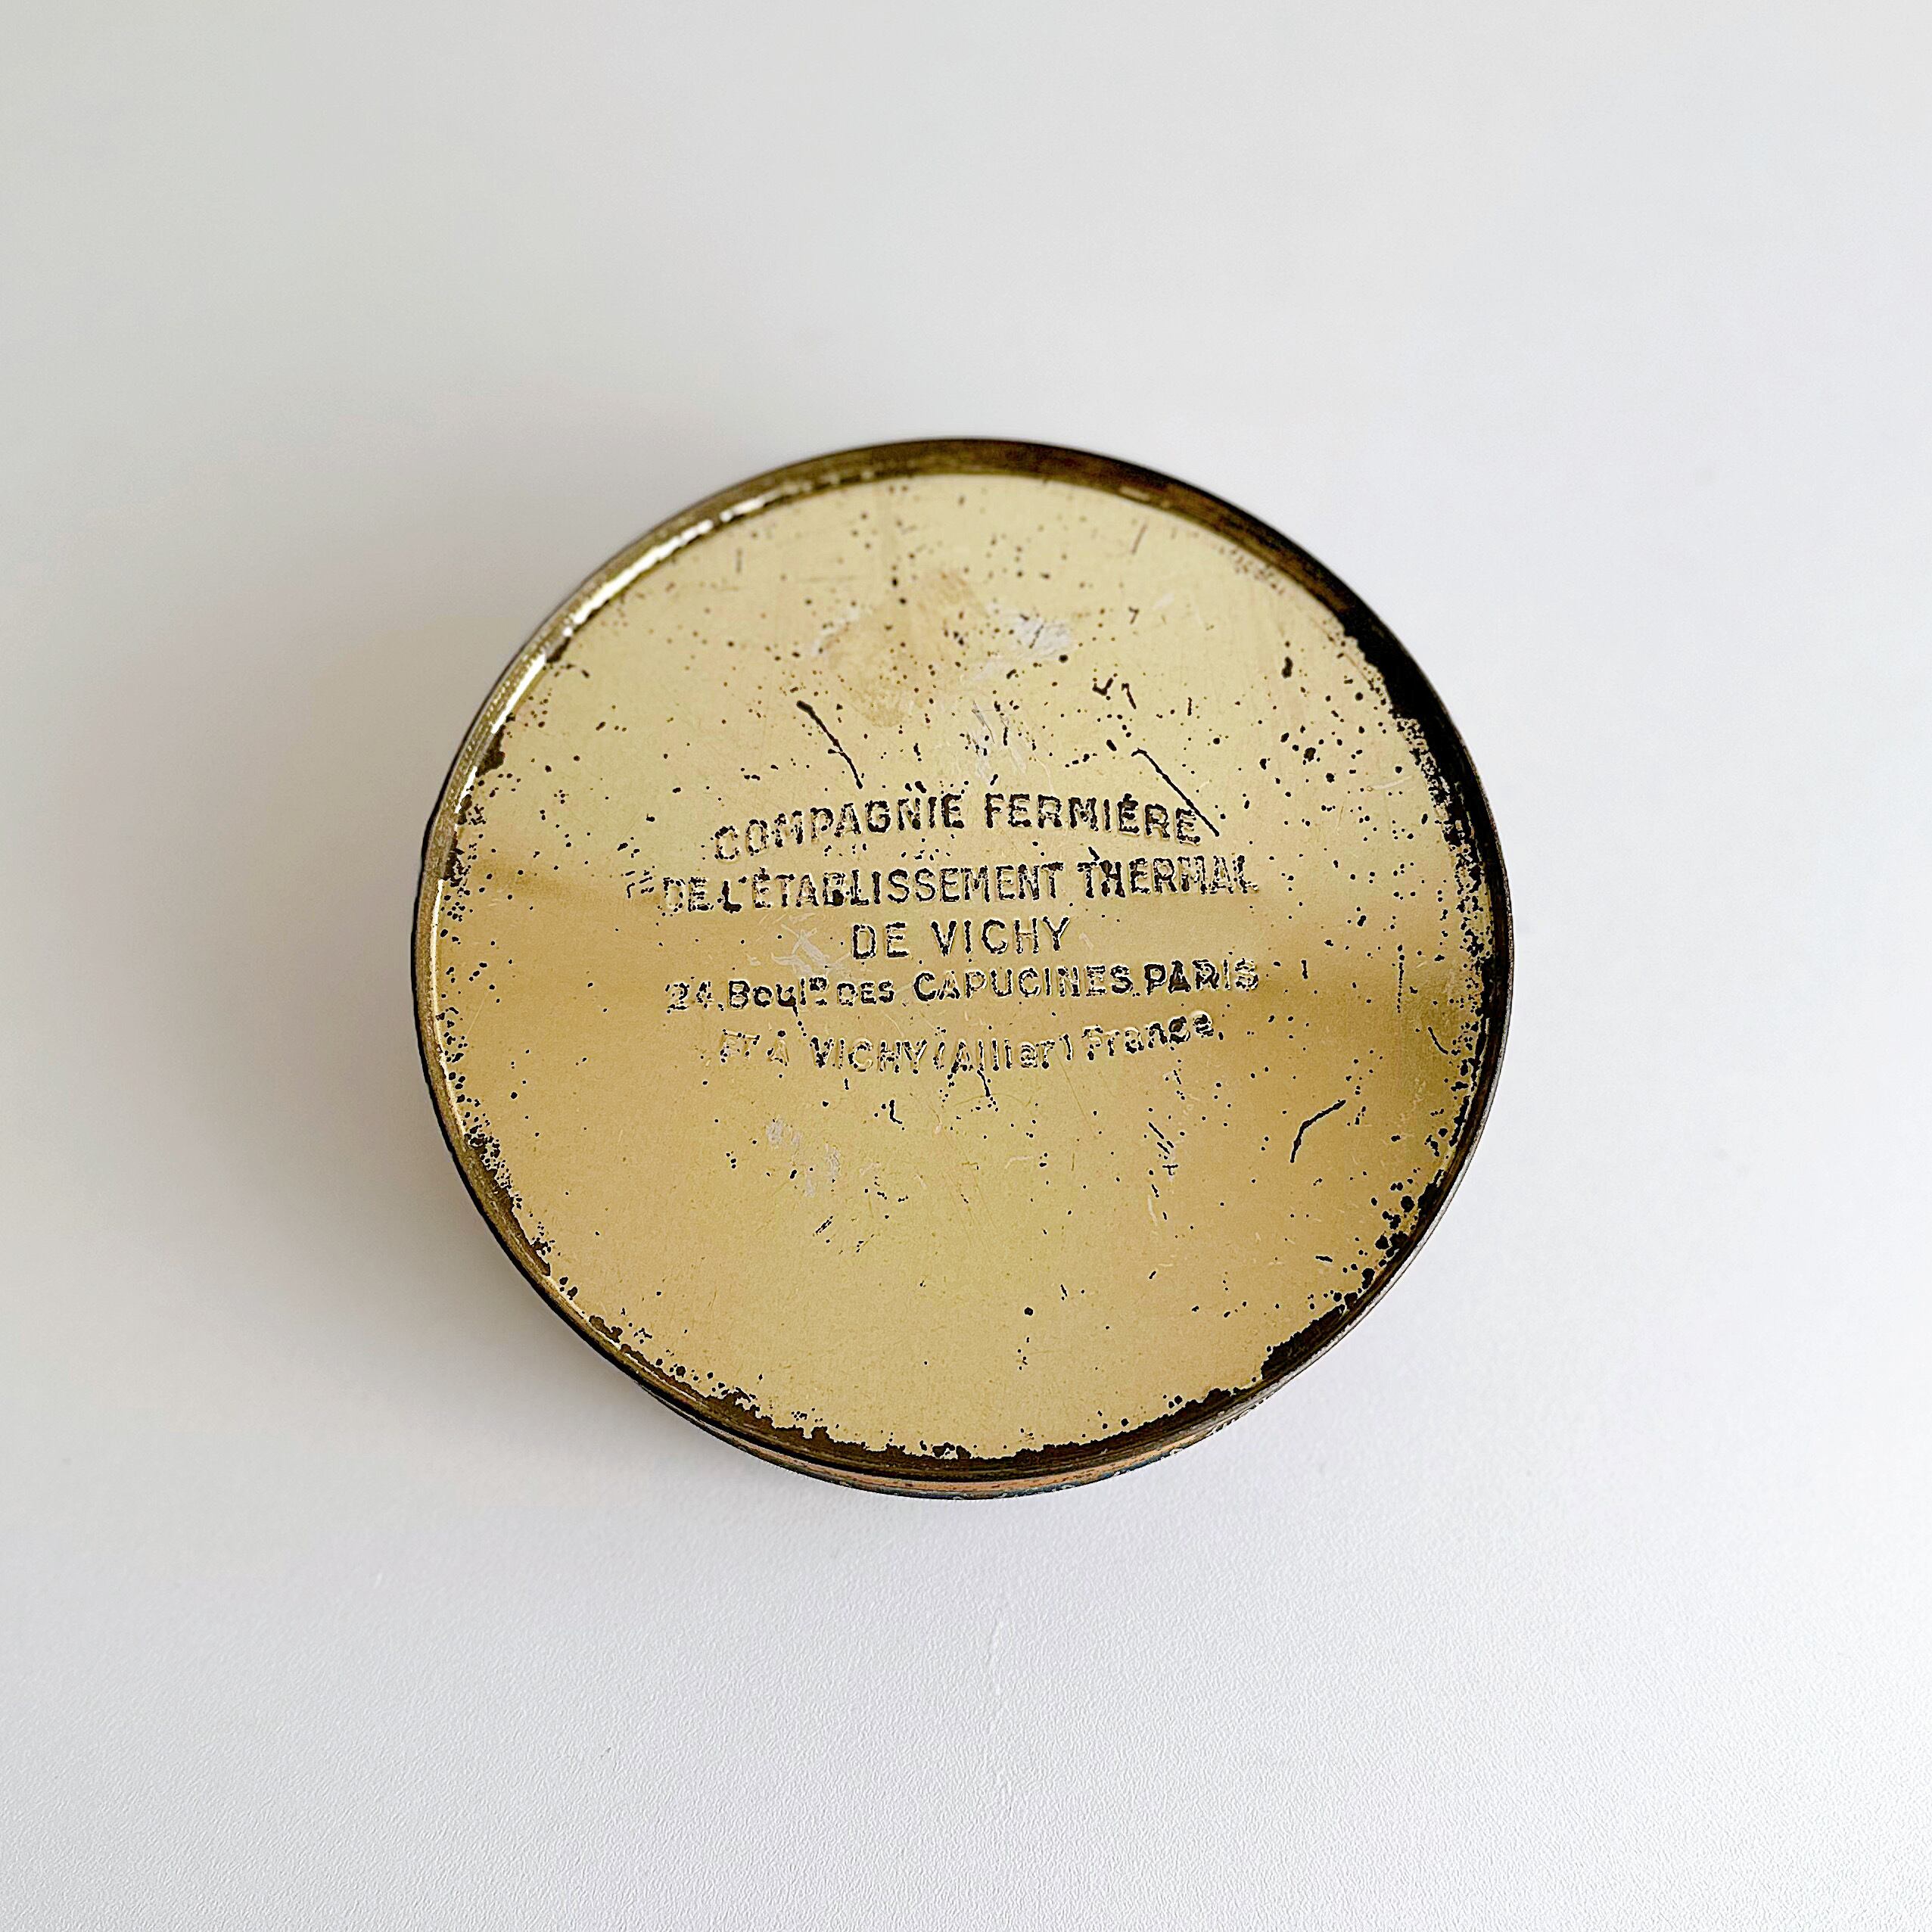 COMPAGNIE FERMIÈRE
DE L'ÉTABLISSEMENT THERMAL
DE VICHY
24, Boulᴰ DES CAPUCINES PARIS
ET À VICHY (Allier) France